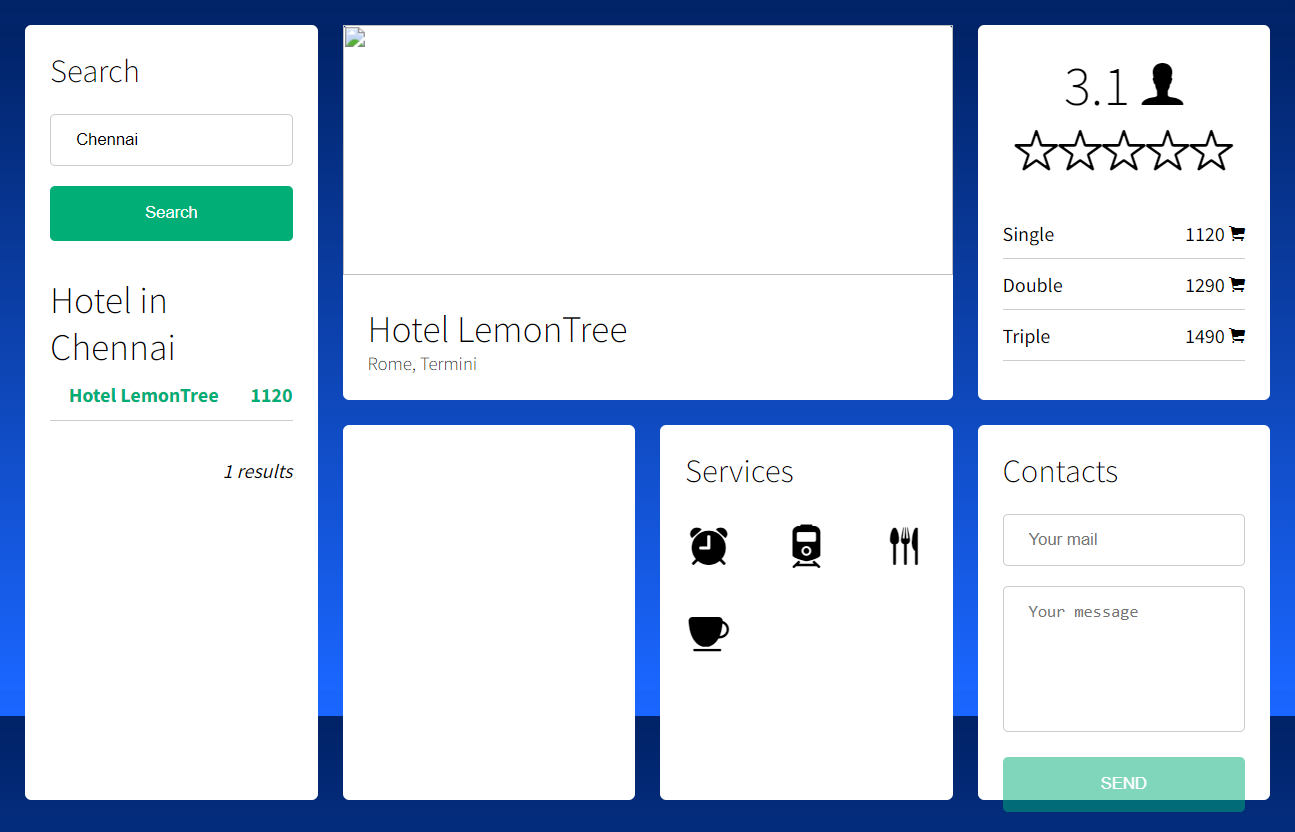 Search
Chennai
Search
Hotel in
Chennai
Hotel LemonTree 1120
1 results
Hotel LemonTree
Rome, Termini
3.1
Single 1120
Double 1290
Triple 1490
Services
Contacts
Your mail
Your message
SEND